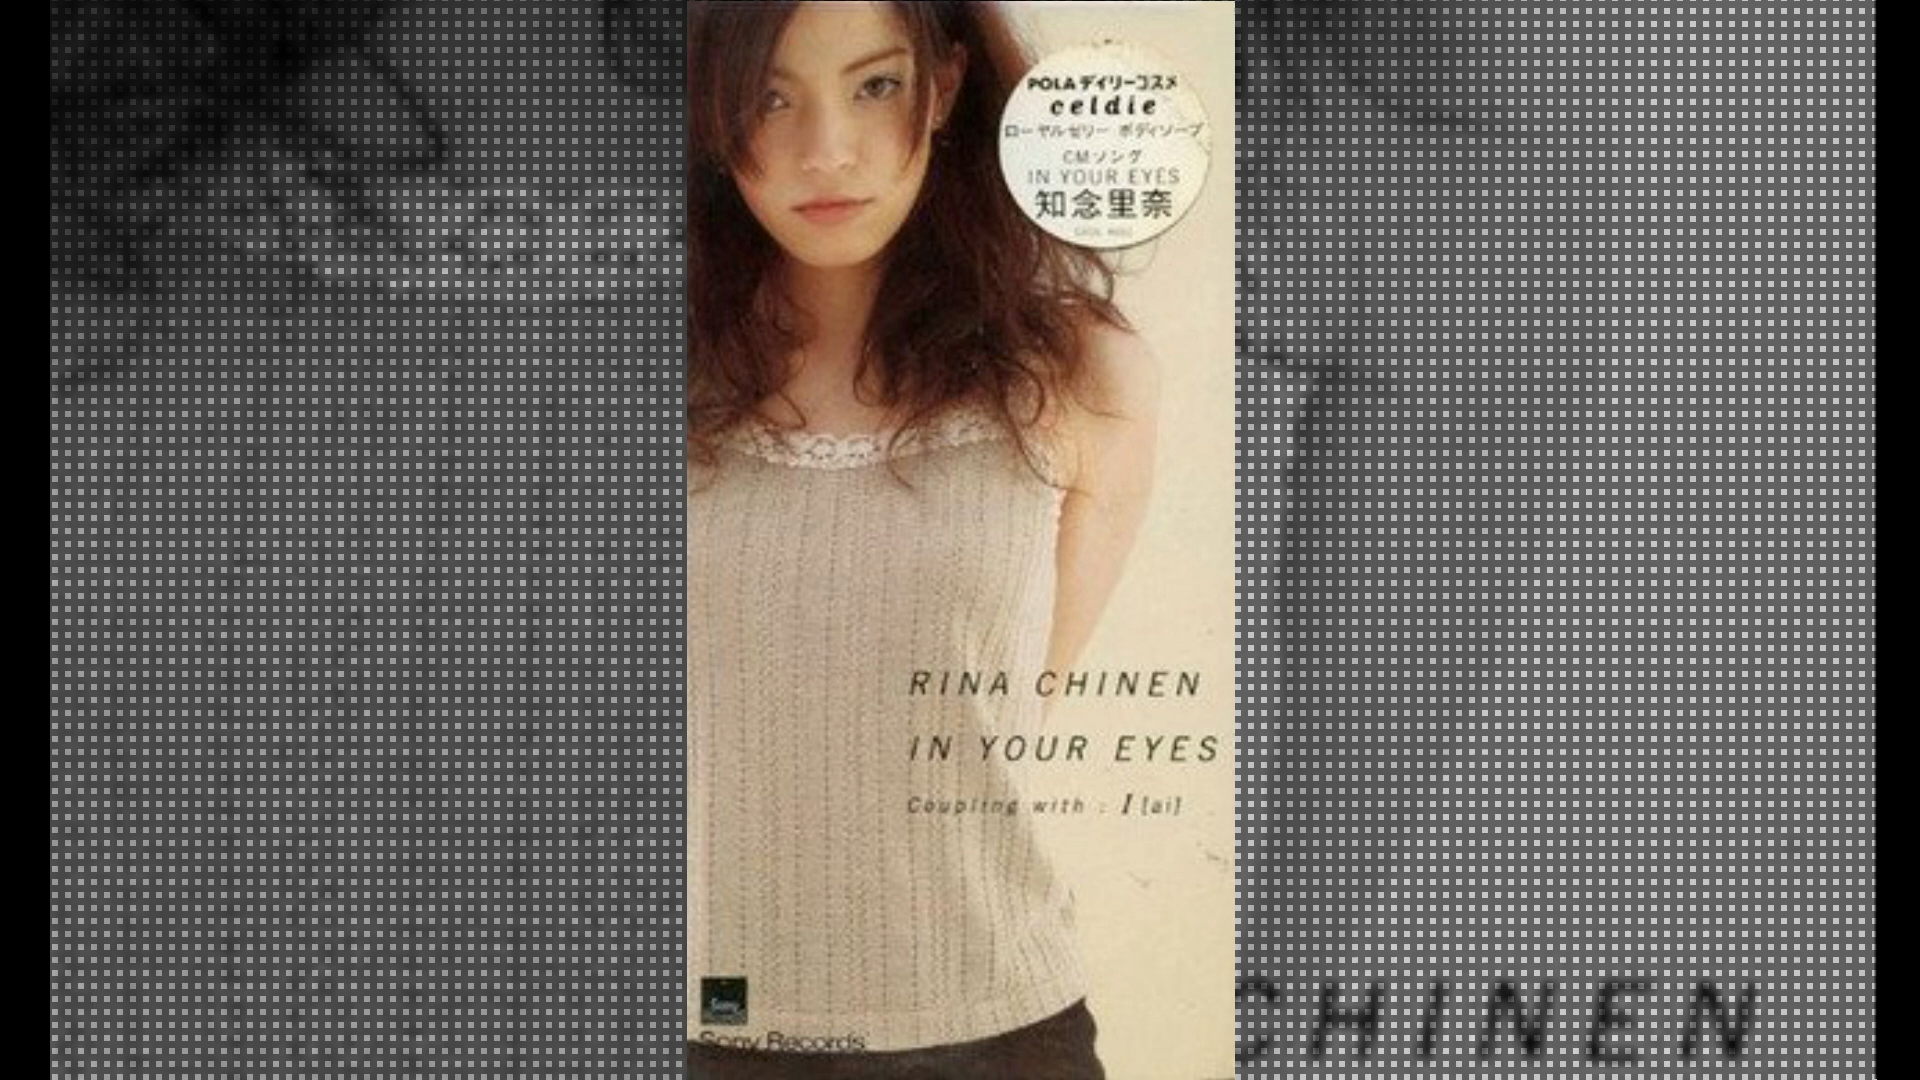 POLAデイリーコスメ
celdie
ローヤルゼリー ボディソープ
CMソング
IN YOUR EYES
知念里奈
RINA CHINEN
IN YOUR EYES
Coupling with : I [ai]
Sony Records
CHINEN